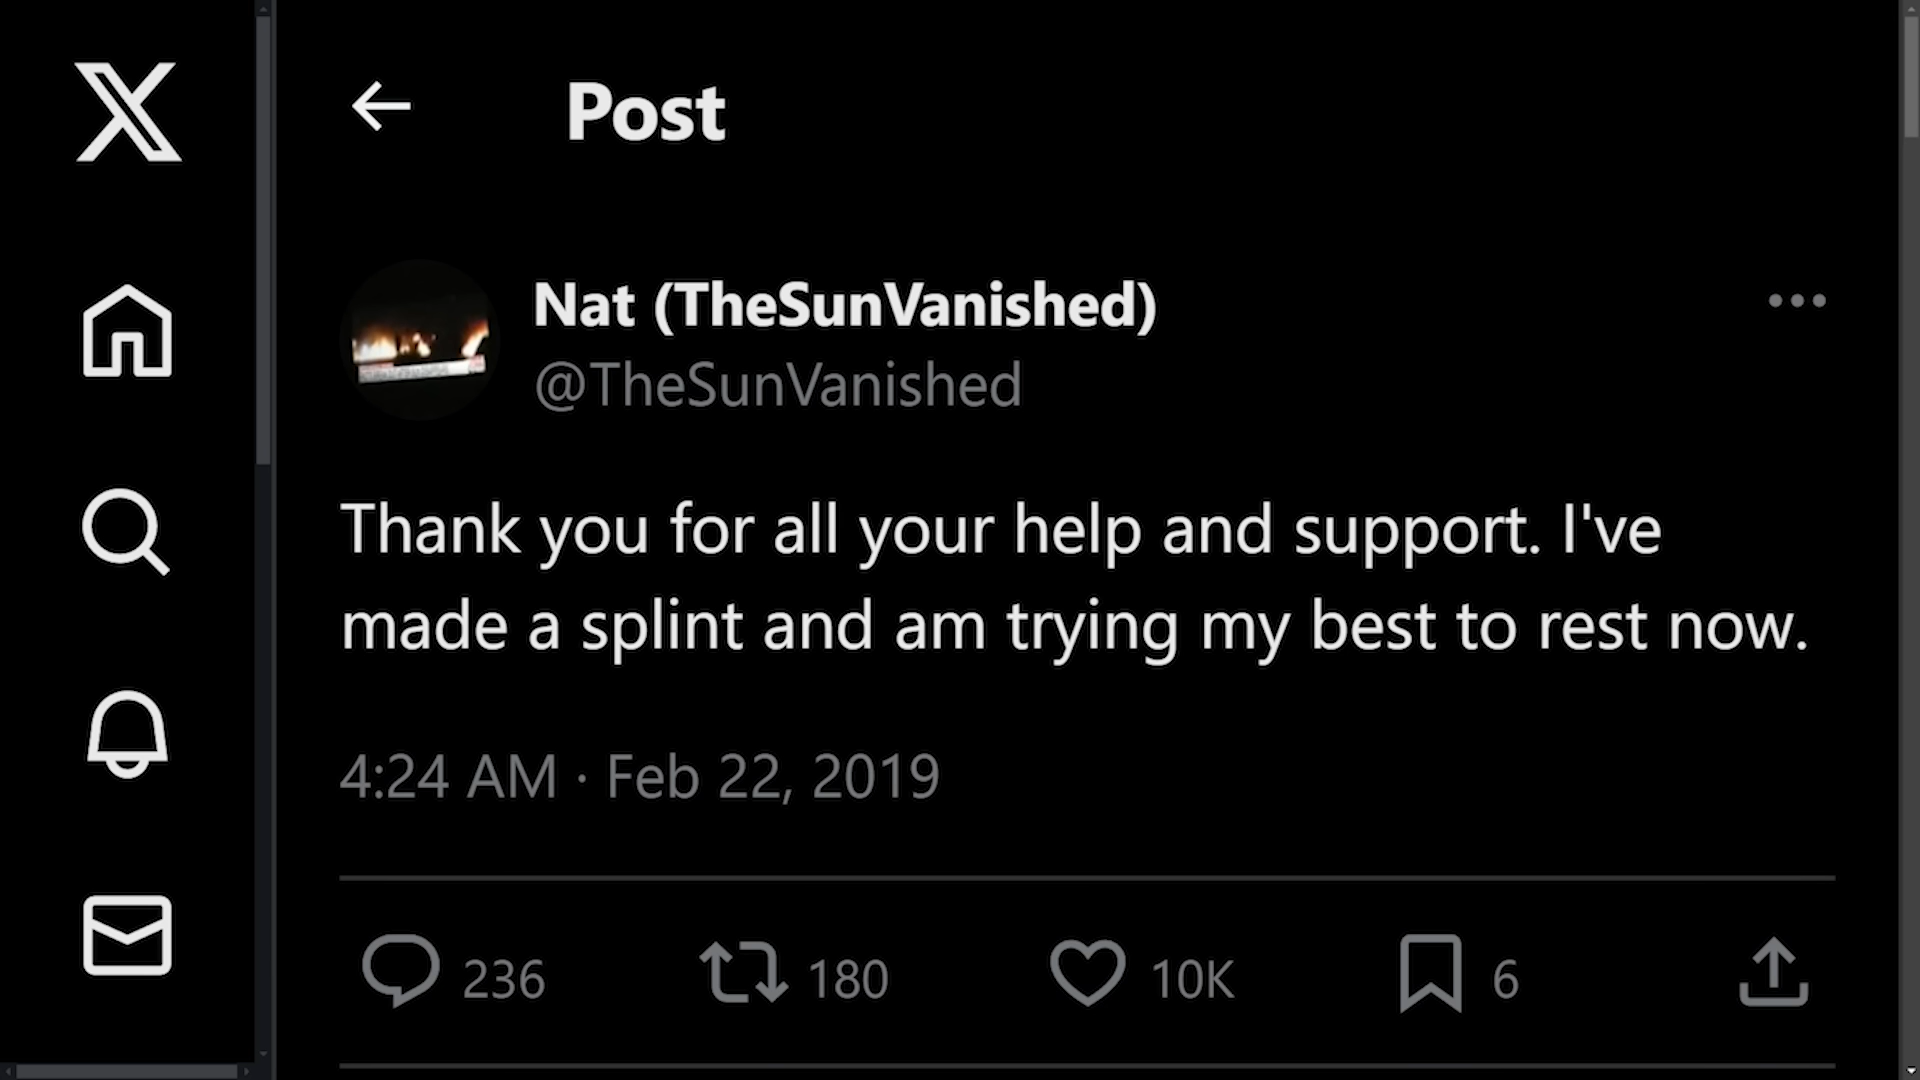 Post
Nat (TheSunVanished)
@TheSunVanished
Thank you for all your help and support. I've
made a splint and am trying my best to rest now.
4:24 AM · Feb 22, 2019
236 180 10K 6